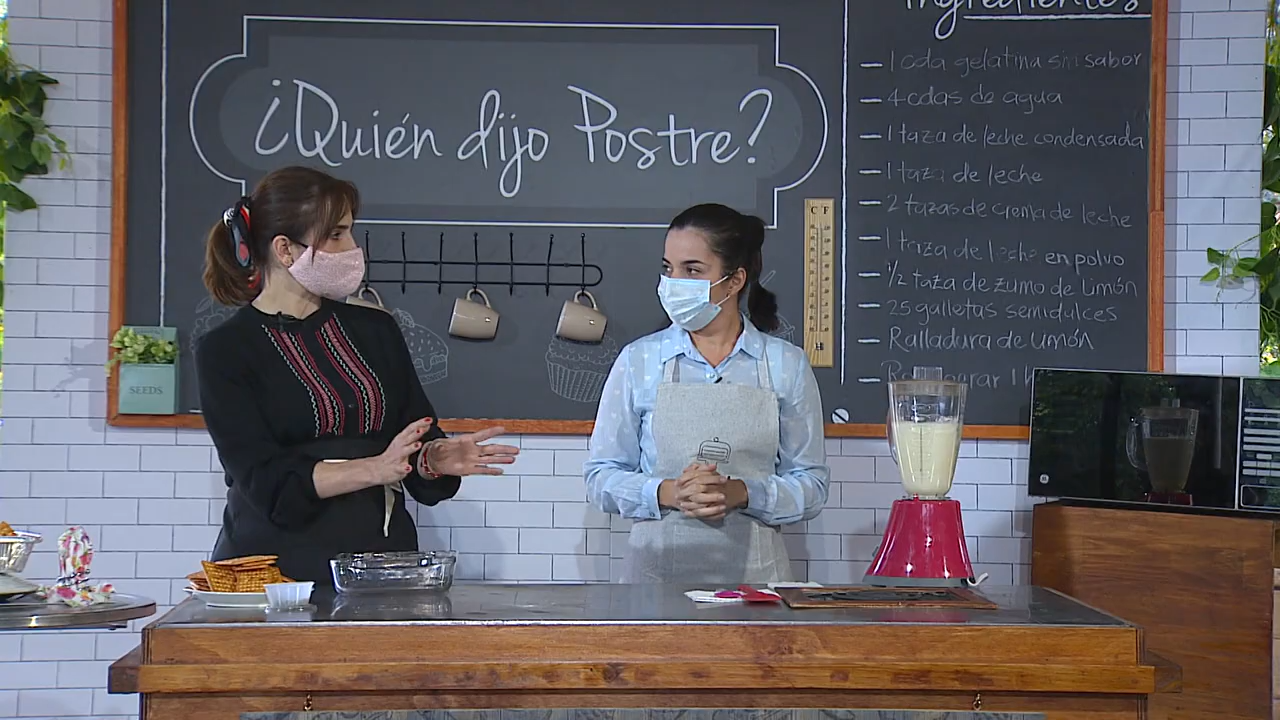 ¿Quién dijo Postre?
Ingredientes
1 cda gelatina sin sabor
4 cdas de agua
1 taza de leche condensada
1 taza de leche
2 tazas de crema de leche
1 taza de leche en polvo
1/2 taza de zumo de limón
25 galletas semidulces
Ralladura de limón
C F
SEEDS